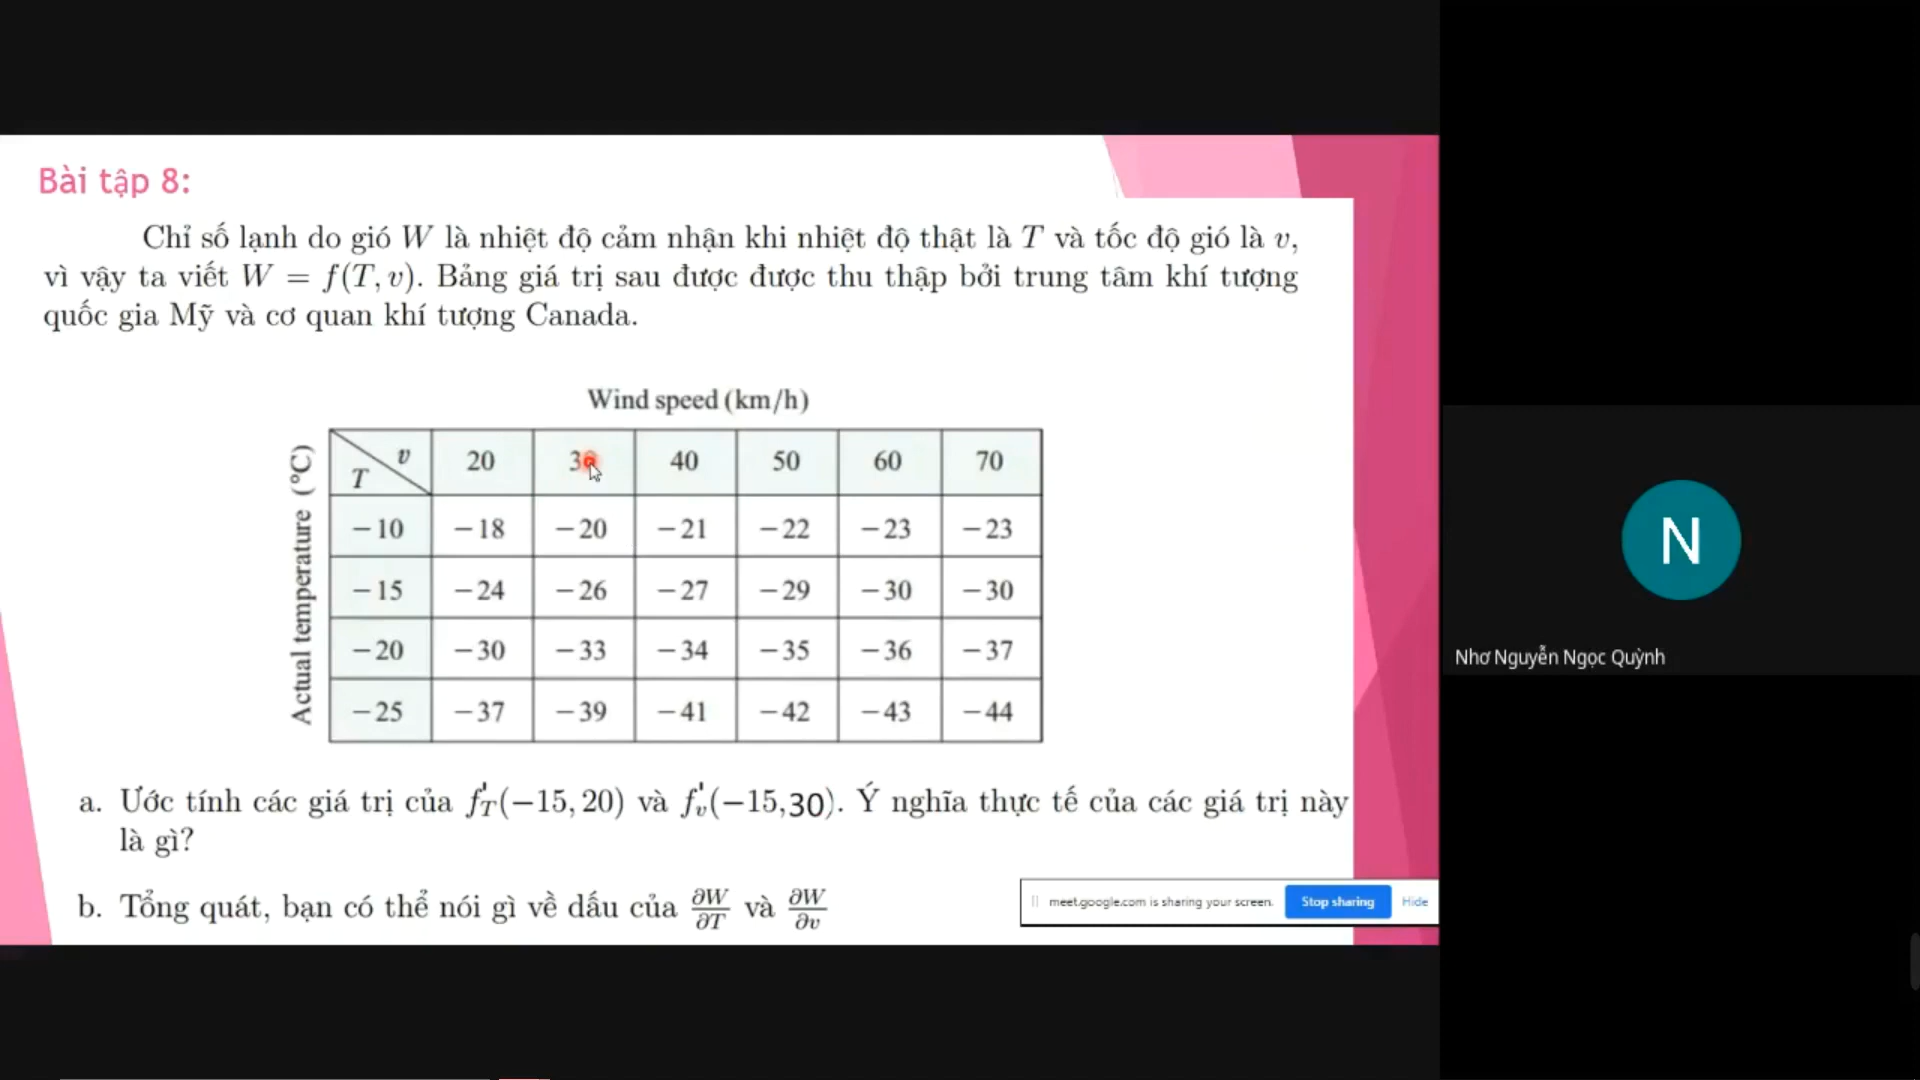 Bài tập 8:
Chỉ số lạnh do gió W là nhiệt độ cảm nhận khi nhiệt độ thật là T và tốc độ gió là v,
vì vậy ta viết W = f(T, v). Bảng giá trị sau được được thu thập bởi trung tâm khí tượng
quốc gia Mỹ và cơ quan khí tượng Canada.
Wind speed (km/h)
Actual temperature (°C)
T v 20 30 40 50 60 70
−10 −18 −20 −21 −22 −23 −23
−15 −24 −26 −27 −29 −30 −30
−20 −30 −33 −34 −35 −36 −37
−25 −37 −39 −41 −42 −43 −44
a. Ước tính các giá trị của f'_T(−15, 20) và f'_v(−15,30). Ý nghĩa thực tế của các giá trị này
là gì?
b. Tổng quát, bạn có thể nói gì về dấu của ∂W/∂T và ∂W/∂v
meet.google.com is sharing your screen. Stop sharing Hide
N
Nhơ Nguyễn Ngọc Quỳnh